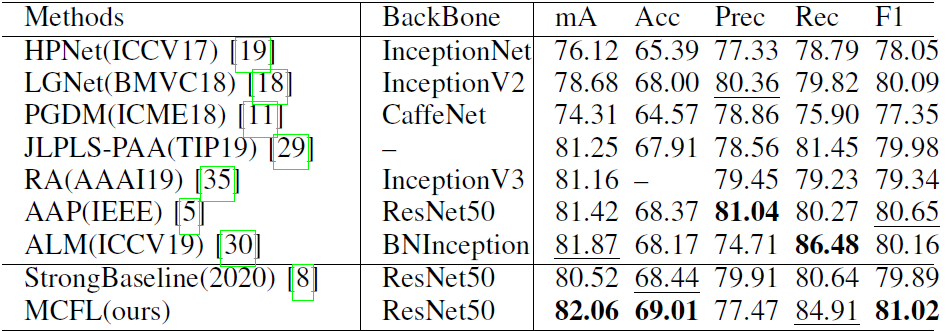 Methods BackBone mA Acc Prec Rec F1
HPNet(ICCV17) [19] InceptionNet 76.12 65.39 77.33 78.79 78.05
LGNet(BMVC18) [18] InceptionV2 78.68 68.00 80.36 79.82 80.09
PGDM(ICME18) [11] CaffeNet 74.31 64.57 78.86 75.90 77.35
JLPLS-PAA(TIP19) [29] – 81.25 67.91 78.56 81.45 79.98
RA(AAAI19) [35] InceptionV3 81.16 – 79.45 79.23 79.34
AAP(IEEE) [5] ResNet50 81.42 68.37 81.04 80.27 80.65
ALM(ICCV19) [30] BNInception 81.87 68.17 74.71 86.48 80.16
StrongBaseline(2020) [8] ResNet50 80.52 68.44 79.91 80.64 79.89
MCFL(ours) ResNet50 82.06 69.01 77.47 84.91 81.02